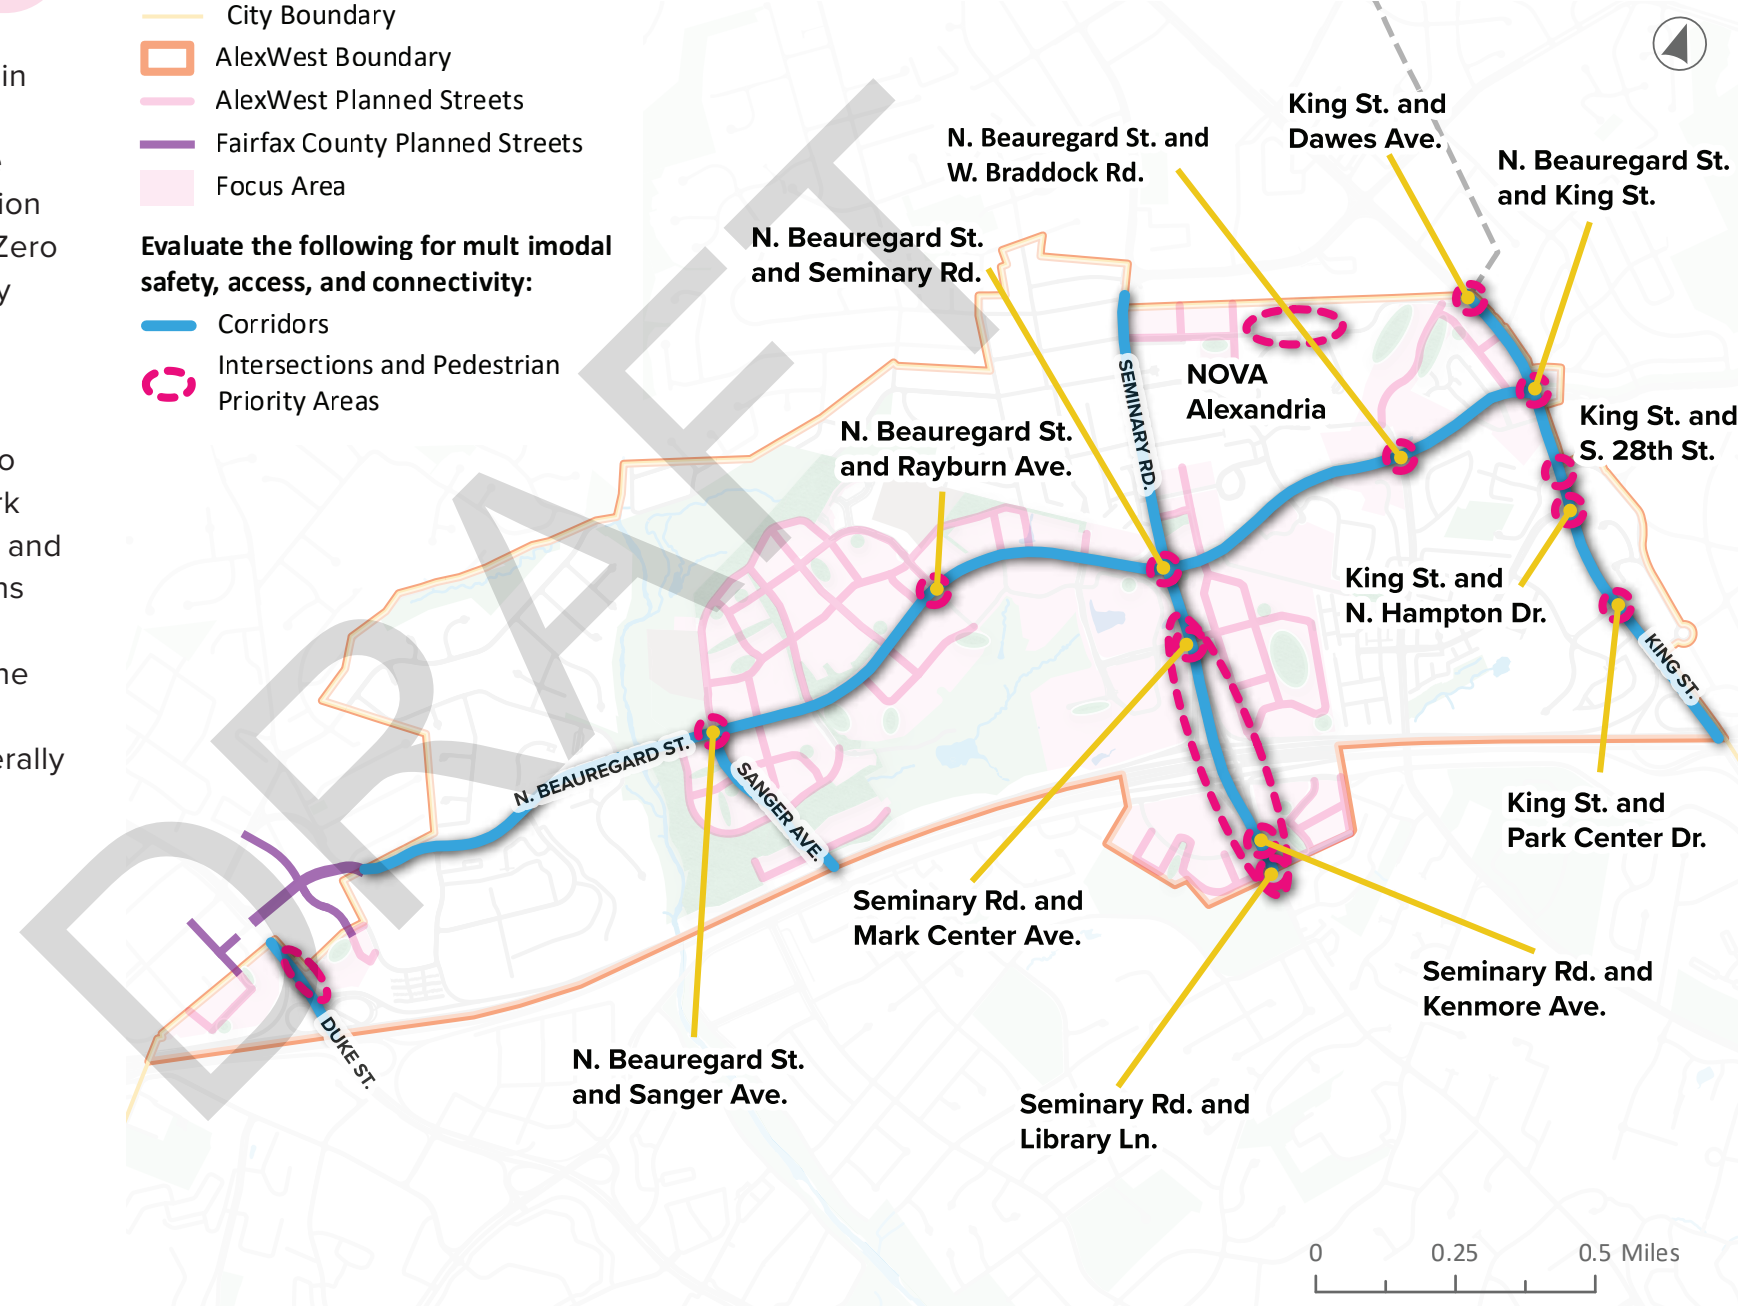 in
ion
Zero
y
o
rk
and
ns
ne
erally
City Boundary
AlexWest Boundary
AlexWest Planned Streets
Fairfax County Planned Streets
Focus Area
Evaluate the following for mult imodal
safety, access, and connectivity:
Corridors
Intersections and Pedestrian
Priority Areas
DRAFT
King St. and
Dawes Ave.
N. Beauregard St. and
W. Braddock Rd.
N. Beauregard St.
and King St.
N. Beauregard St.
and Seminary Rd.
NOVA
Alexandria
SEMINARY RD.
King St. and
S. 28th St.
N. Beauregard St.
and Rayburn Ave.
King St. and
N. Hampton Dr.
KING ST.
N. BEAUREGARD ST.
SANGER AVE.
King St. and
Park Center Dr.
Seminary Rd. and
Mark Center Ave.
Seminary Rd. and
Kenmore Ave.
DUKE ST.
N. Beauregard St.
and Sanger Ave.
Seminary Rd. and
Library Ln.
0 0.25 0.5 Miles